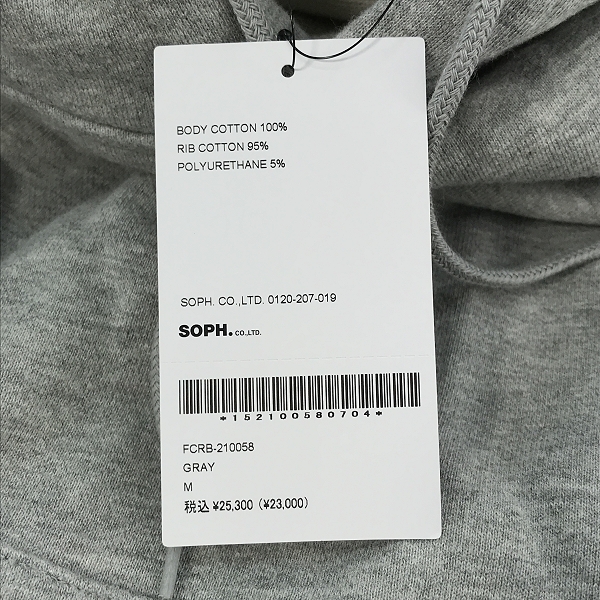 BODY COTTON 100%
RIB COTTON 95%
POLYURETHANE 5%
SOPH. CO.,LTD. 0120-207-019
SOPH. CO.,LTD.
*152100580704*
FCRB-210058
GRAY
M
税込 ¥25,300 (¥23,000)